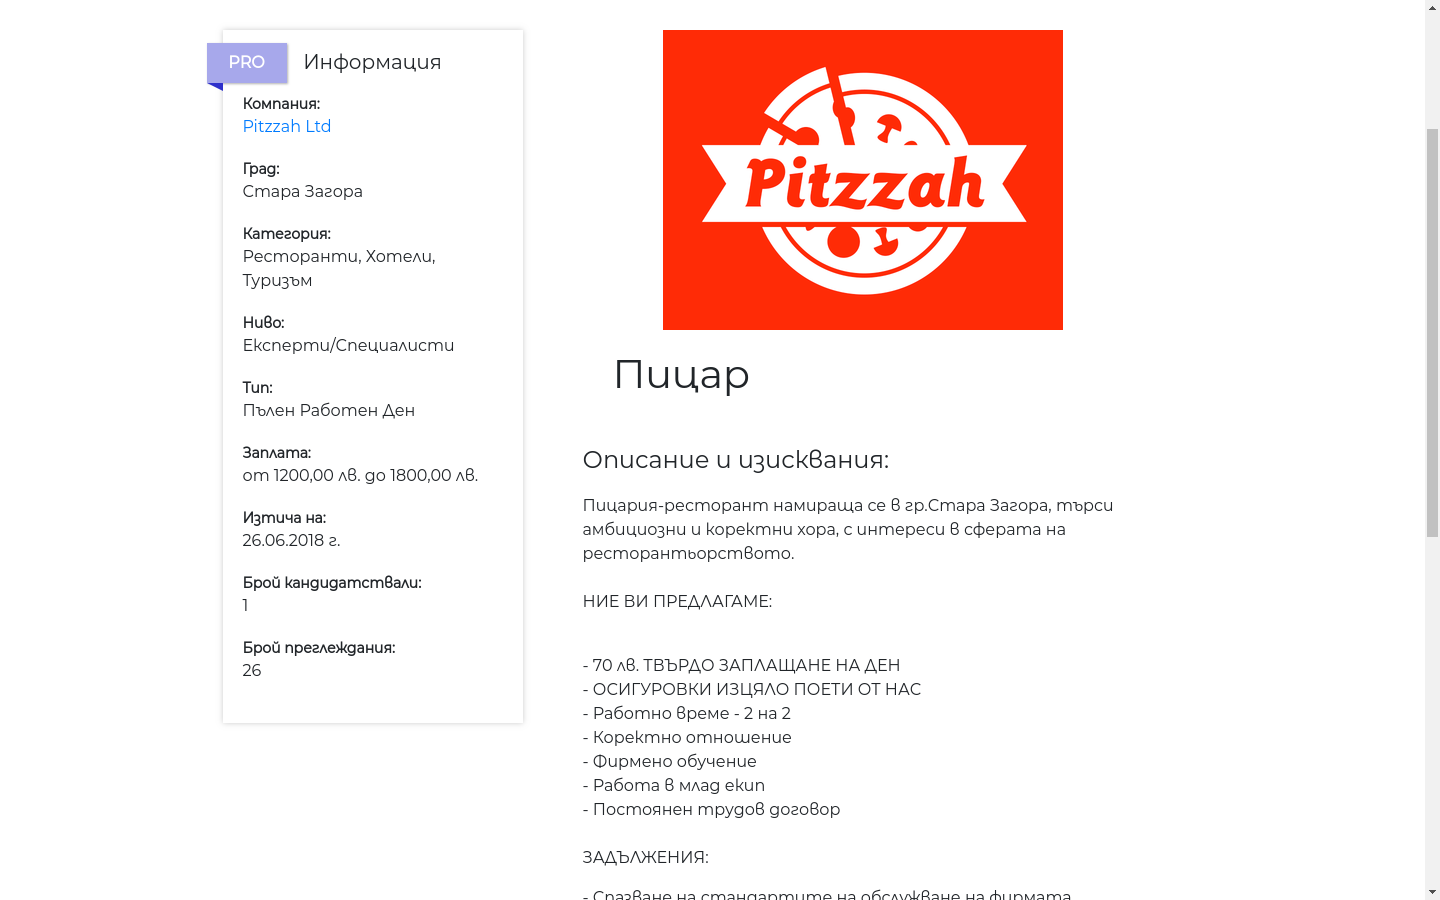 PRO
Информация
Компания:
Pitzzah Ltd
Град:
Стара Загора
Категория:
Ресторанти, Хотели,
Туризъм
Ниво:
Експерти/Специалисти
Тип:
Пълен Работен Ден
Заплата:
от 1200,00 лв. до 1800,00 лв.
Изтича на:
26.06.2018 г.
Брой кандидатствали:
1
Брой преглеждания:
26
Pitzzah
Пицар
Описание и изисквания:
Пицария-ресторант намираща се в гр.Стара Загора, търси
амбициозни и коректни хора, с интереси в сферата на
ресторантьорството.
НИЕ ВИ ПРЕДЛАГАМЕ:
- 70 лв. ТВЪРДО ЗАПЛАЩАНЕ НА ДЕН
- ОСИГУРОВКИ ИЗЦЯЛО ПОЕТИ ОТ НАС
- Работно време - 2 на 2
- Коректно отношение
- Фирмено обучение
- Работа в млад екип
- Постоянен трудов договор
ЗАДЪЛЖЕНИЯ:
- Спазване на стандартите на обслужване на фирмата